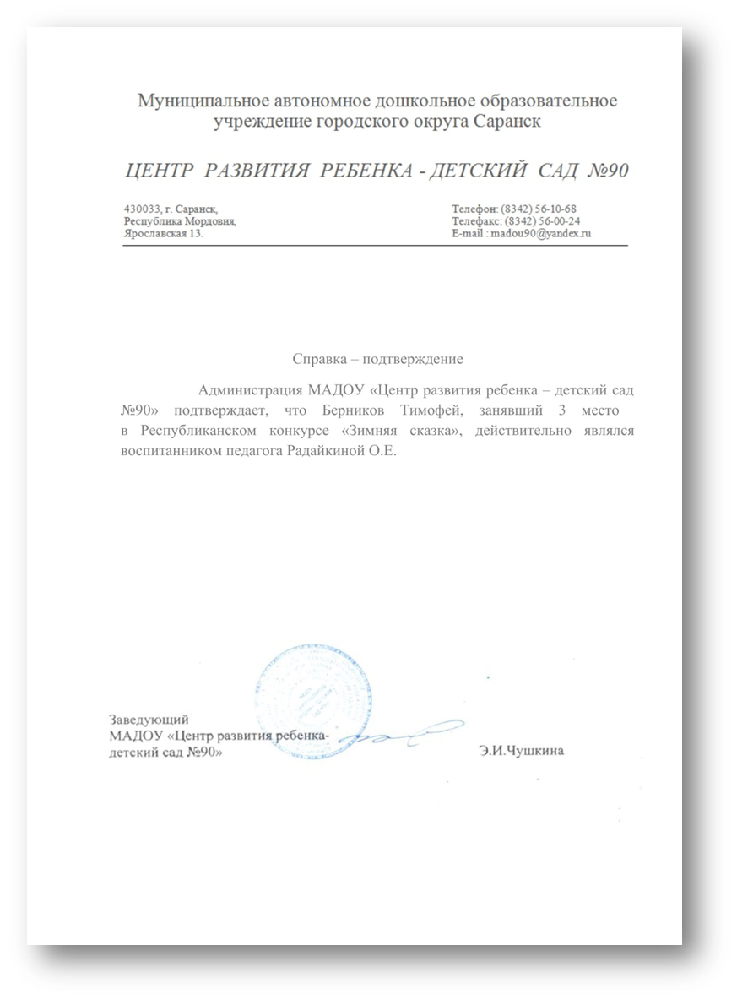 Муниципальное автономное дошкольное образовательное
учреждение городского округа Саранск
ЦЕНТР РАЗВИТИЯ РЕБЕНКА - ДЕТСКИЙ САД №90
430033, г. Саранск,
Республика Мордовия,
Ярославская 13.
Телефон: (8342) 56-10-68
Телефакс: (8342) 56-00-24
E-mail : madou90@yandex.ru
Справка – подтверждение
Администрация МАДОУ «Центр развития ребенка – детский сад
№90» подтверждает, что Берников Тимофей, занявший 3 место
в Республиканском конкурсе «Зимняя сказка», действительно являлся
воспитанником педагога Радайкиной О.Е.
Заведующий
МАДОУ «Центр развития ребенка-
детский сад №90»
Э.И.Чушкина